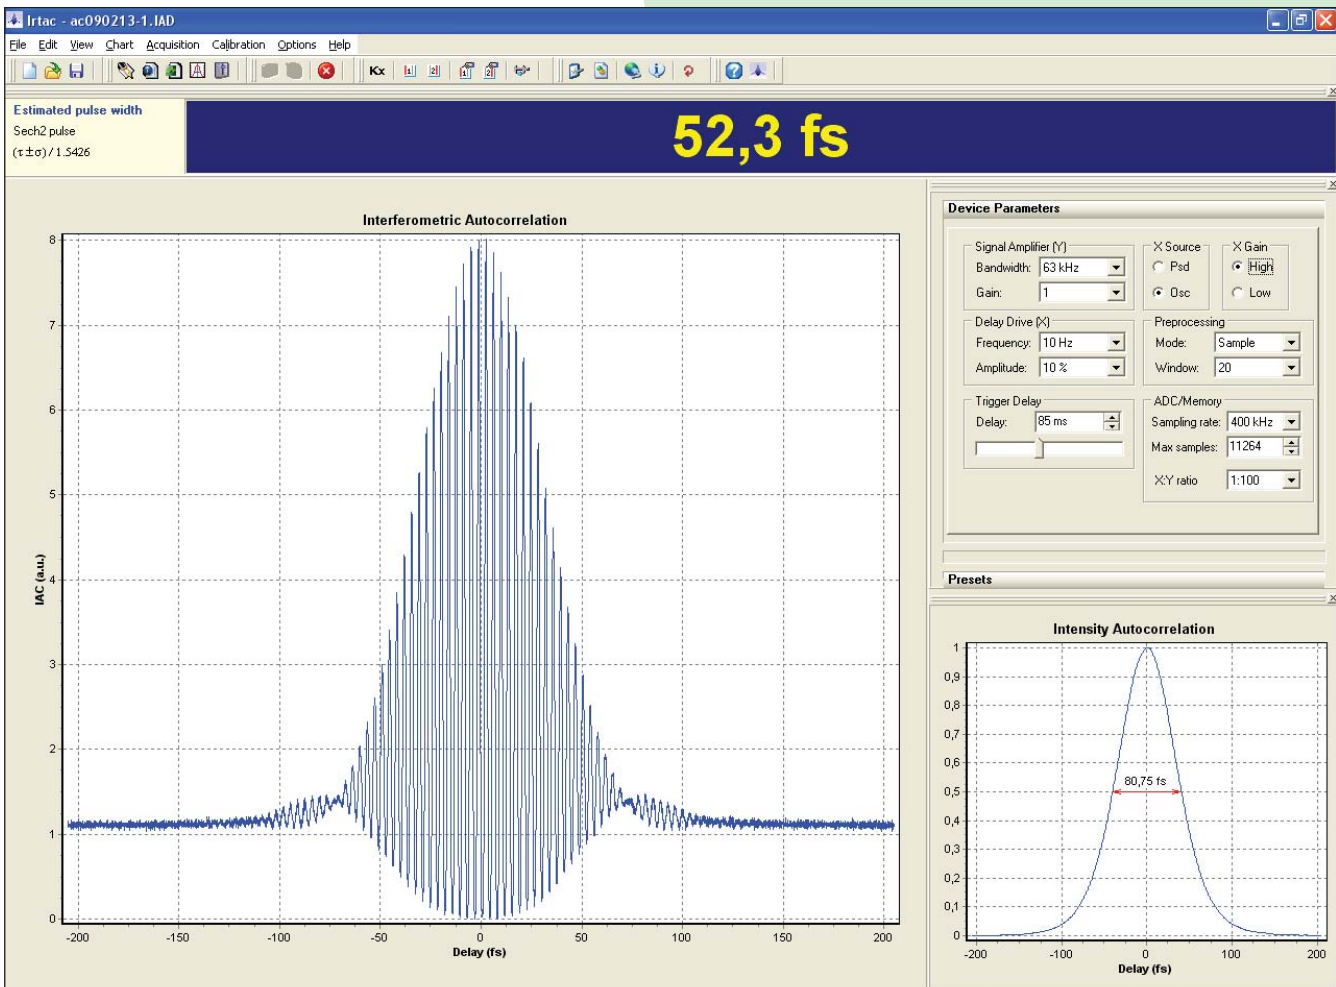 Irtac - ac090213-1.IAD
File Edit View Chart Acquisition Calibration Options Help
Kx
Estimated pulse width
Sech2 pulse
(τ±σ) / 1.5426
52,3 fs
Interferometric Autocorrelation
IAC (a.u.)
8
7
6
5
4
3
2
1
0
-200 -150 -100 -50 0 50 100 150 200
Delay (fs)
Device Parameters
Signal Amplifier (Y)
Bandwidth: 63 kHz
Gain: 1
X Source
Psd
Osc
X Gain
High
Low
Delay Drive (X)
Frequency: 10 Hz
Amplitude: 10 %
Preprocessing
Mode: Sample
Window: 20
Trigger Delay
Delay: 85 ms
ADC/Memory
Sampling rate: 400 kHz
Max samples: 11264
X:Y ratio 1:100
Presets
Intensity Autocorrelation
1
0,9
0,8
0,7
0,6
80,75 fs
0,5
0,4
0,3
0,2
0,1
0
-200 -100 0 100 200
Delay (fs)